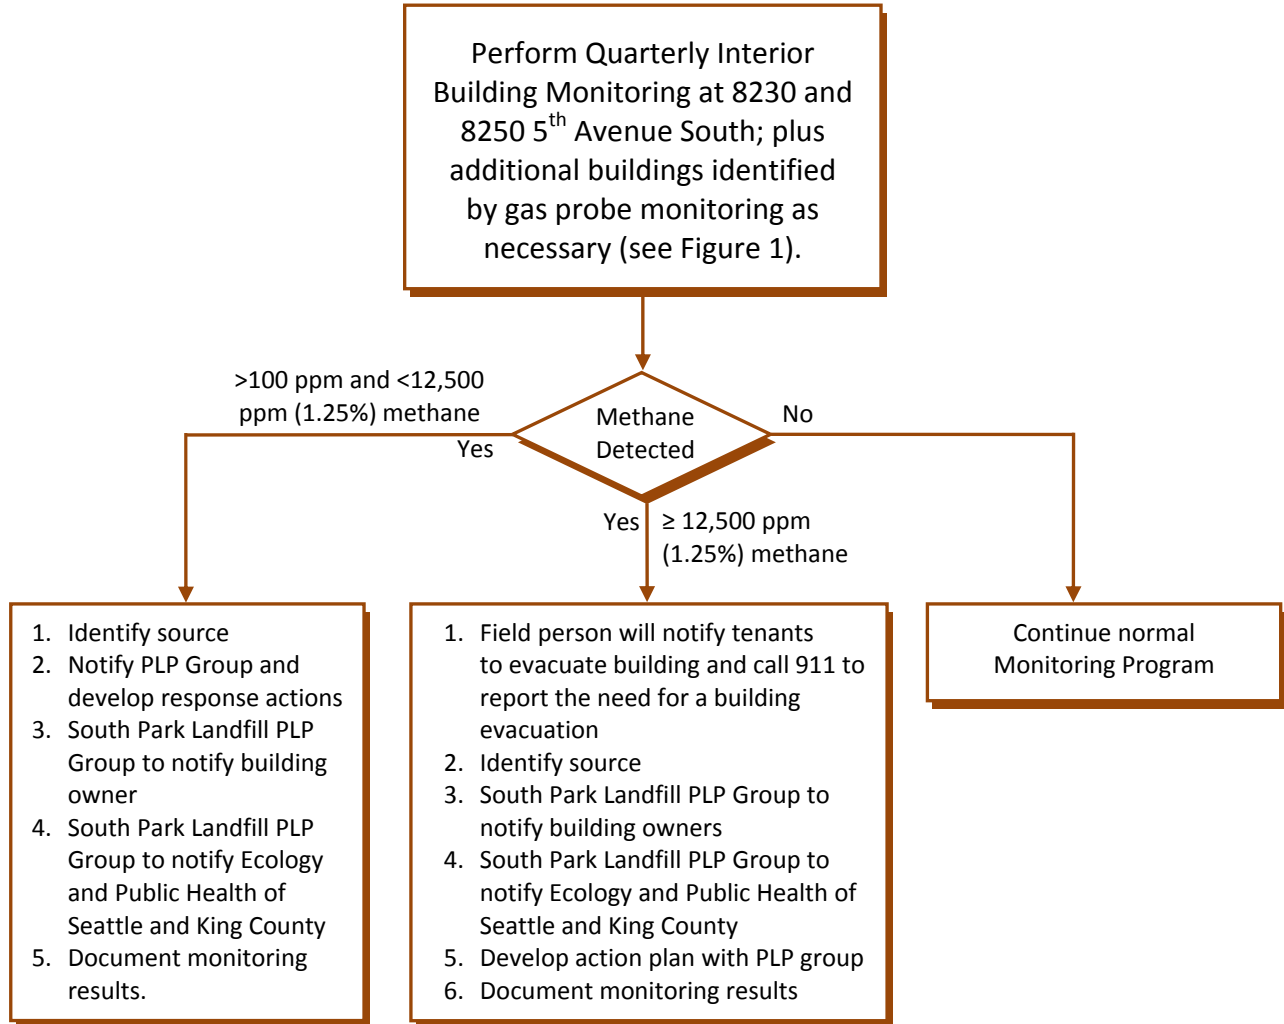 Perform Quarterly Interior
Building Monitoring at 8230 and
8250 5th Avenue South; plus
additional buildings identified
by gas probe monitoring as
necessary (see Figure 1).
>100 ppm and <12,500
ppm (1.25%) methane
Yes
Methane
Detected
No
Yes
≥ 12,500 ppm
(1.25%) methane
1. Identify source
2. Notify PLP Group and
develop response actions
3. South Park Landfill PLP
Group to notify building
owner
4. South Park Landfill PLP
Group to notify Ecology
and Public Health of
Seattle and King County
5. Document monitoring
results.
1. Field person will notify tenants
to evacuate building and call 911 to
report the need for a building
evacuation
2. Identify source
3. South Park Landfill PLP Group to
notify building owners
4. South Park Landfill PLP Group to
notify Ecology and Public Health of
Seattle and King County
5. Develop action plan with PLP group
6. Document monitoring results
Continue normal
Monitoring Program